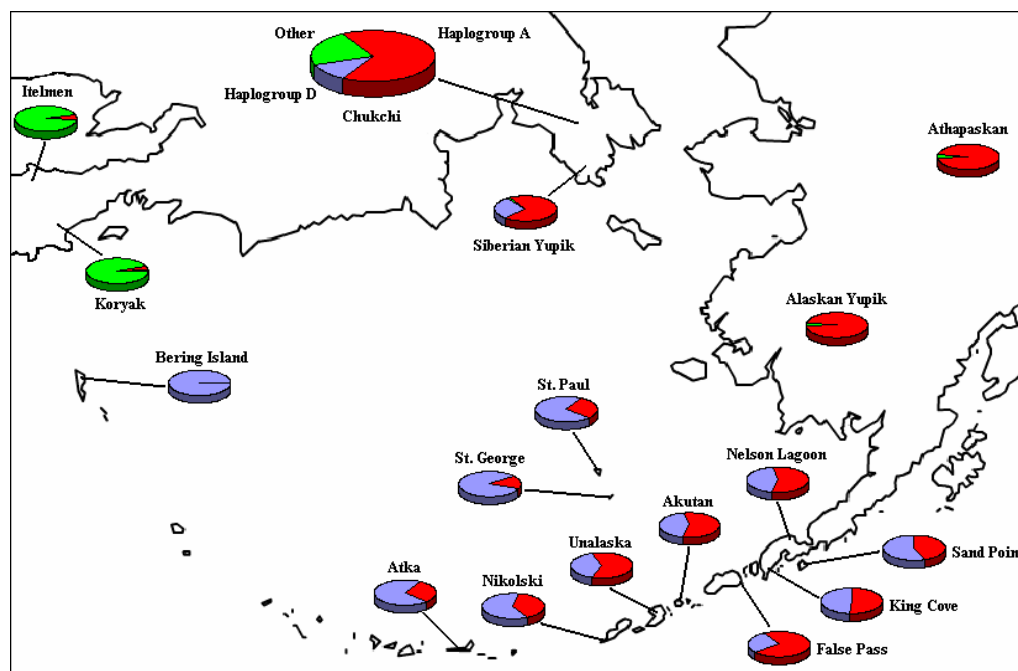 Other
Haplogroup A
Haplogroup D
Chukchi
Itelmen
Athapaskan
Siberian Yupik
Koryak
Alaskan Yupik
Bering Island
St. Paul
St. George
Nelson Lagoon
Akutan
Unalaska
Sand Poin
Atka
Nikolski
King Cove
False Pass